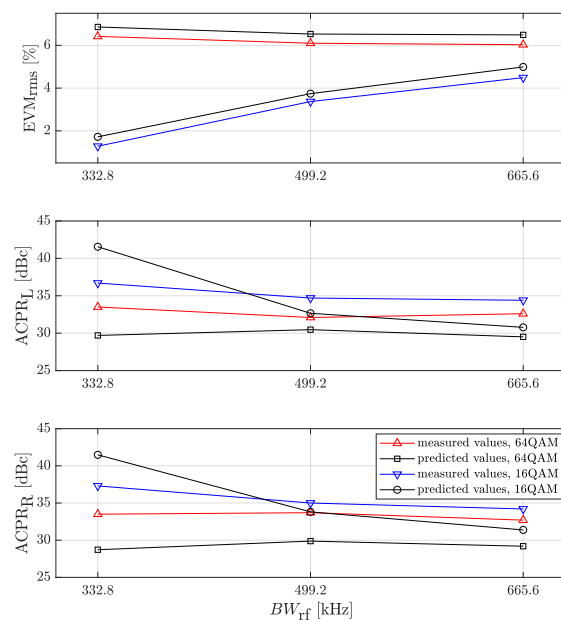 EVMrms [%]
6
4
2
332.8
499.2
665.6
ACPRL [dBc]
45
40
35
30
25
332.8
499.2
665.6
ACPRR [dBc]
45
40
35
30
25
measured values, 64QAM
predicted values, 64QAM
measured values, 16QAM
predicted values, 16QAM
332.8
499.2
665.6
BWrf [kHz]